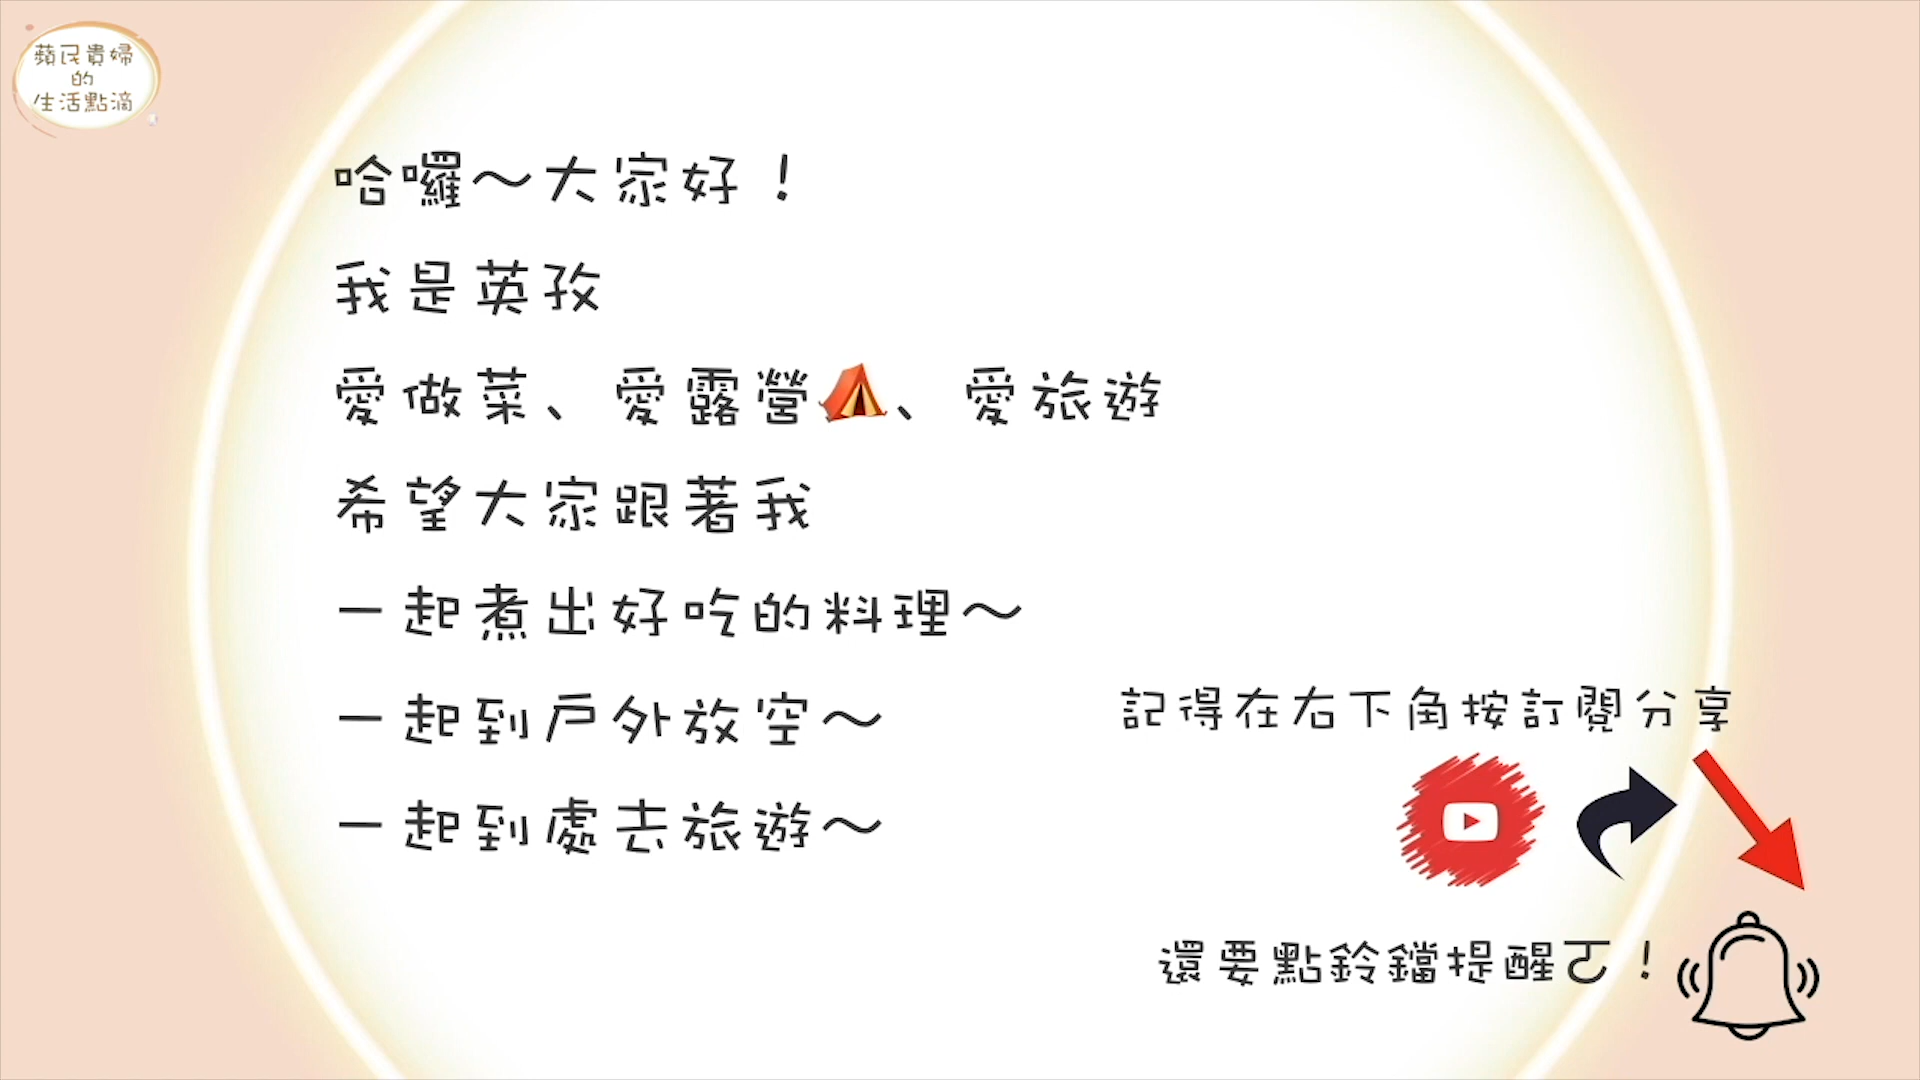 蘋民貴婦
的
生活點滴
哈囉～大家好！
我是英孜
愛做菜、愛露營⛺、愛旅遊
希望大家跟著我
一起煮出好吃的料理～
一起到戶外放空～
一起到處去旅遊～
記得在右下角按訂閱分享
還要點鈴鐺提醒ㄛ！